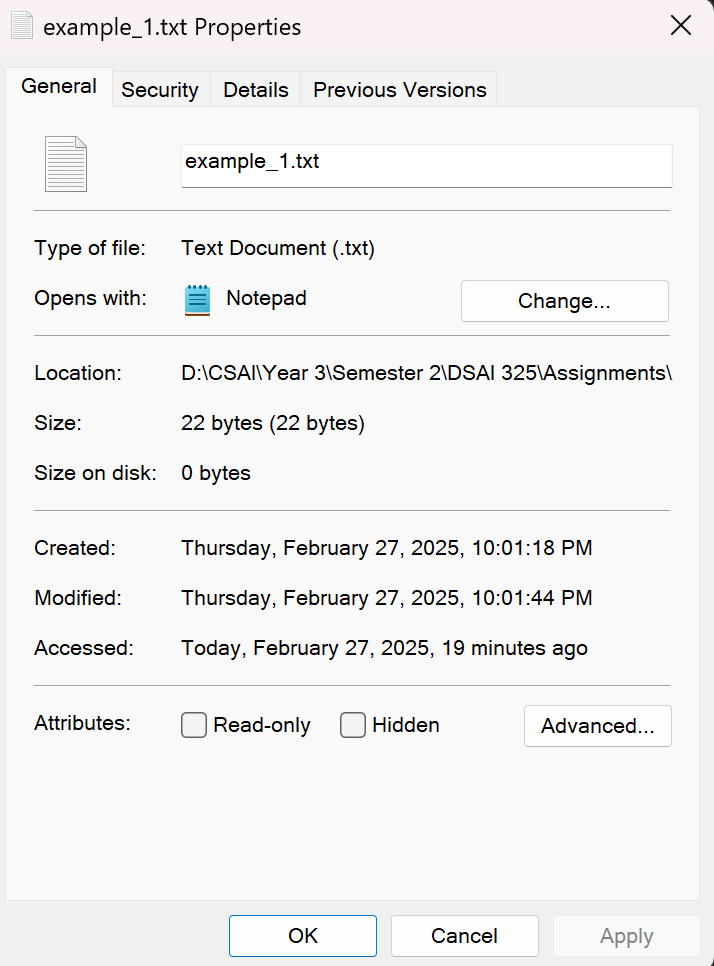 example_1.txt Properties
General Security Details Previous Versions
example_1.txt
Type of file: Text Document (.txt)
Opens with: Notepad Change...
Location: D:\CSAI\Year 3\Semester 2\DSAI 325\Assignments\
Size: 22 bytes (22 bytes)
Size on disk: 0 bytes
Created: Thursday, February 27, 2025, 10:01:18 PM
Modified: Thursday, February 27, 2025, 10:01:44 PM
Accessed: Today, February 27, 2025, 19 minutes ago
Attributes: Read-only Hidden Advanced...
OK Cancel Apply